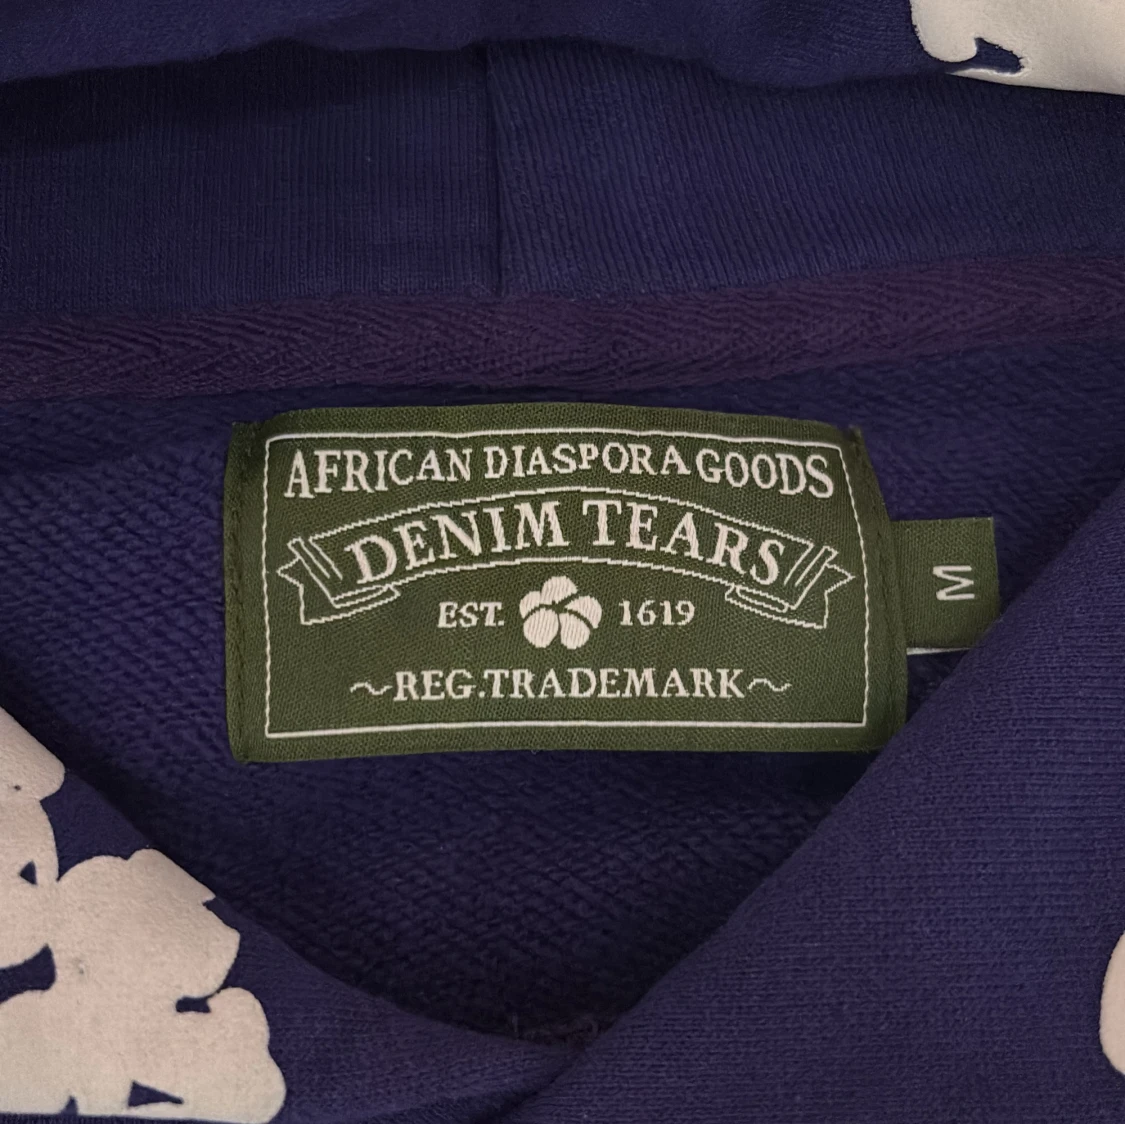 AFRICAN DIASPORA GOODS
DENIM TEARS
EST. 1619
~REG.TRADEMARK~
M